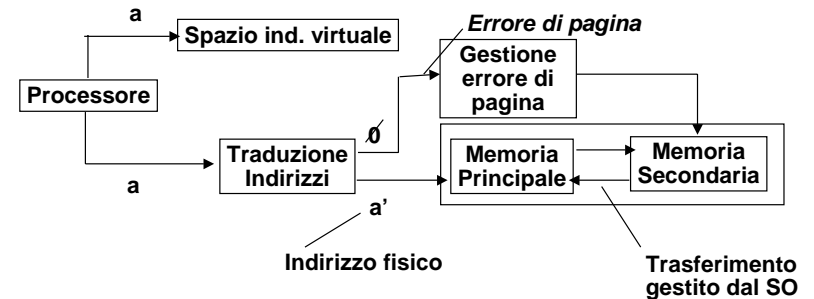 a
Spazio ind. virtuale
Errore di pagina
Gestione
errore di
pagina
Processore
Ø
Traduzione
Indirizzi
Memoria
Principale
Memoria
Secondaria
a
a'
Indirizzo fisico
Trasferimento
gestito dal SO